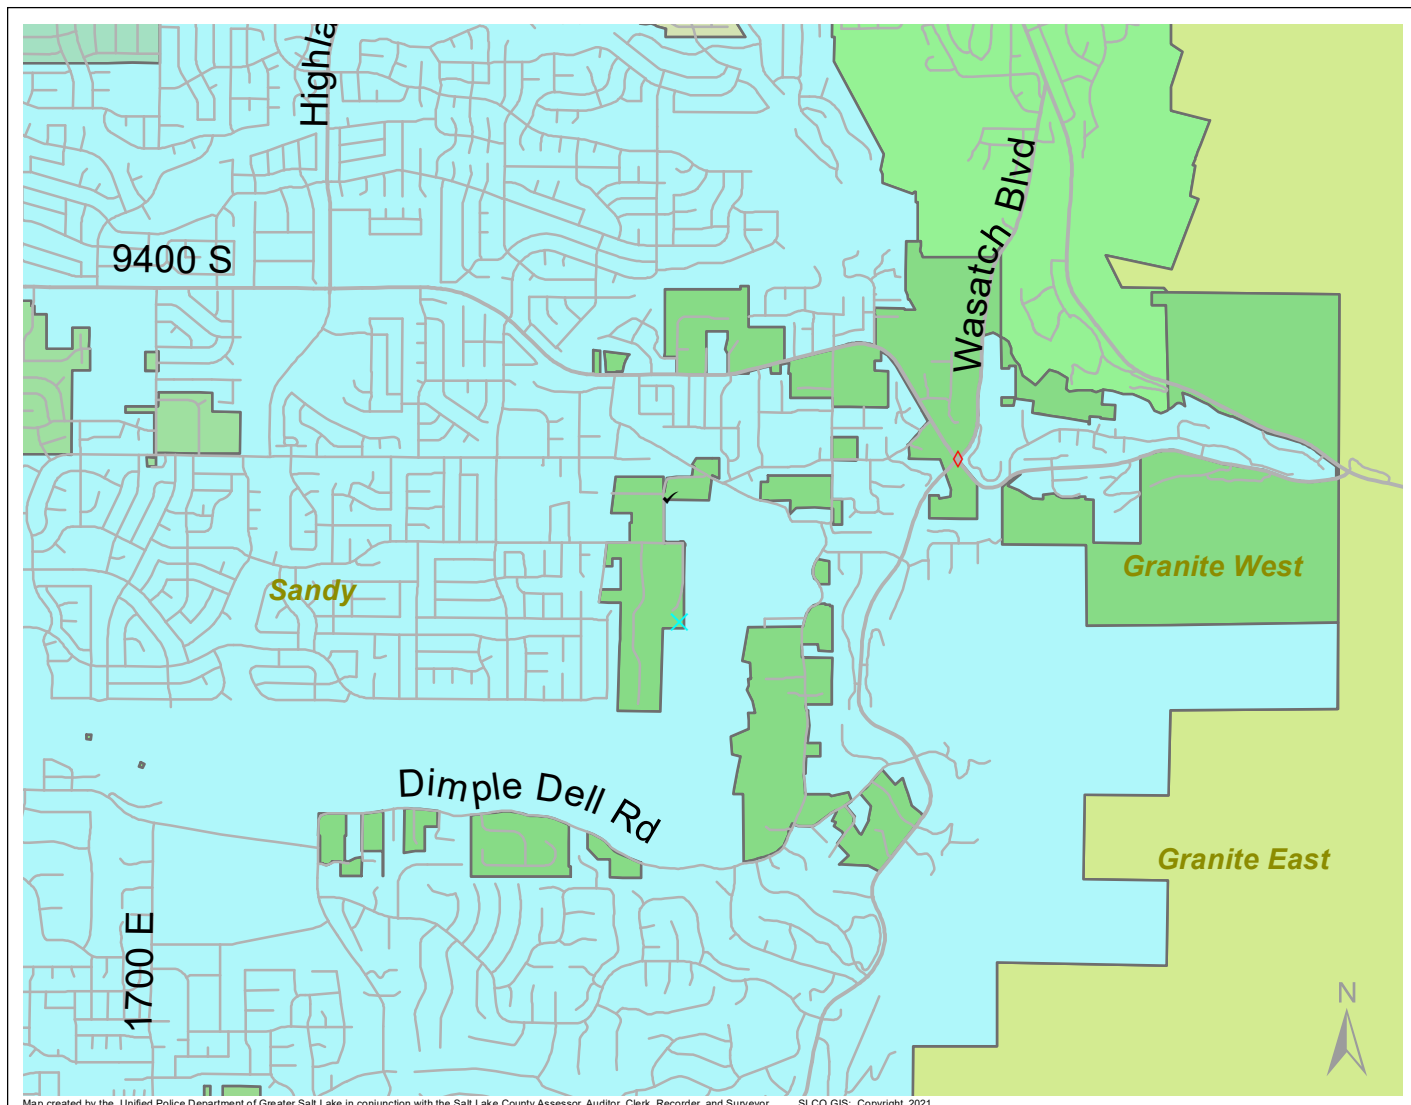 Highla
Wasatch Blvd
9400 S
Granite West
Sandy
Dimple Dell Rd
Granite East
1700 E
N
Map created by the Unified Police Department of Greater Salt Lake in conjunction with the Salt Lake County Assessor, Auditor, Clerk, Recorder, and Surveyor. SLCO GIS: Copyright 2021